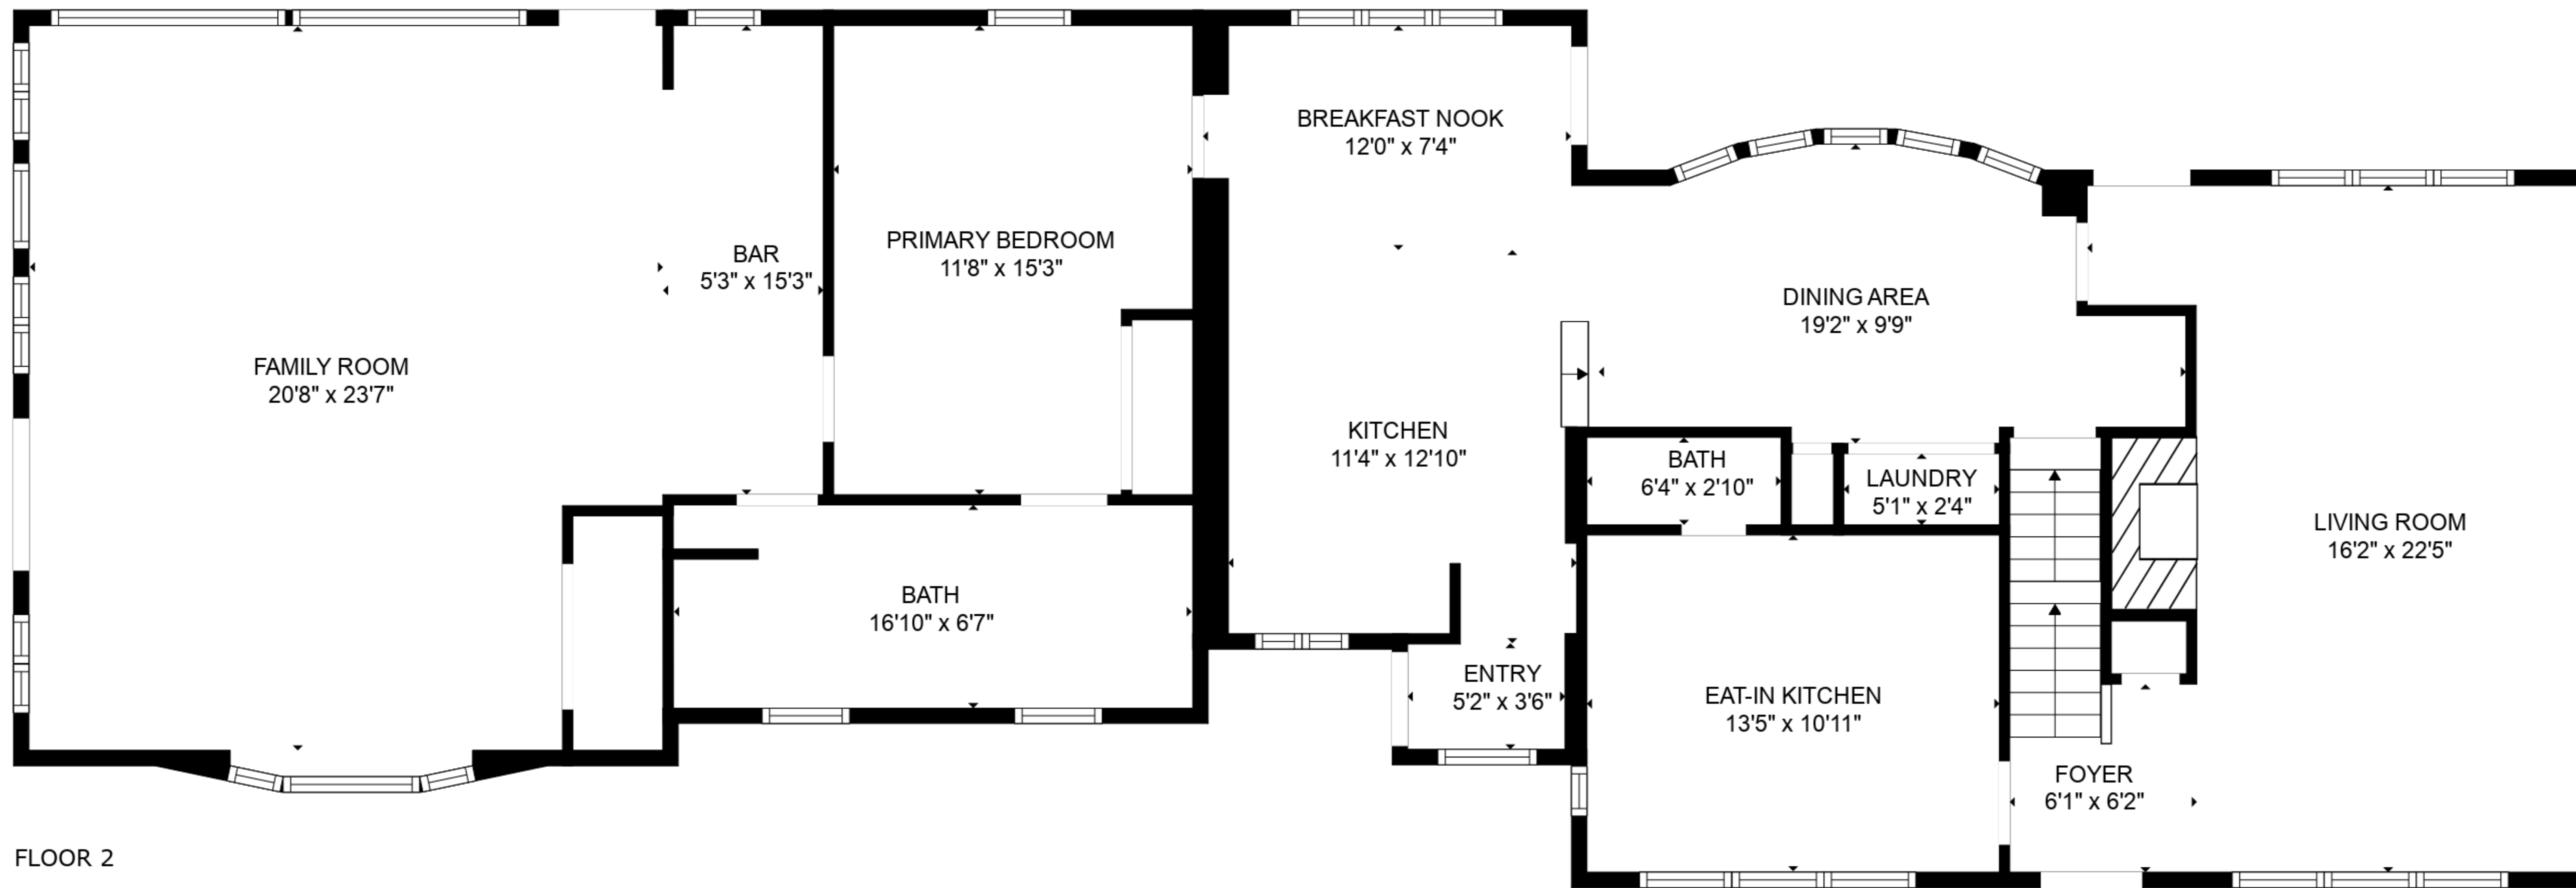 BREAKFAST NOOK
12'0" x 7'4"
PRIMARY BEDROOM
11'8" x 15'3"
BAR
5'3" x 15'3"
DINING AREA
19'2" x 9'9"
FAMILY ROOM
20'8" x 23'7"
KITCHEN
11'4" x 12'10"
BATH
6'4" x 2'10"
LAUNDRY
5'1" x 2'4"
LIVING ROOM
16'2" x 22'5"
BATH
16'10" x 6'7"
ENTRY
5'2" x 3'6"
EAT-IN KITCHEN
13'5" x 10'11"
FOYER
6'1" x 6'2"
FLOOR 2